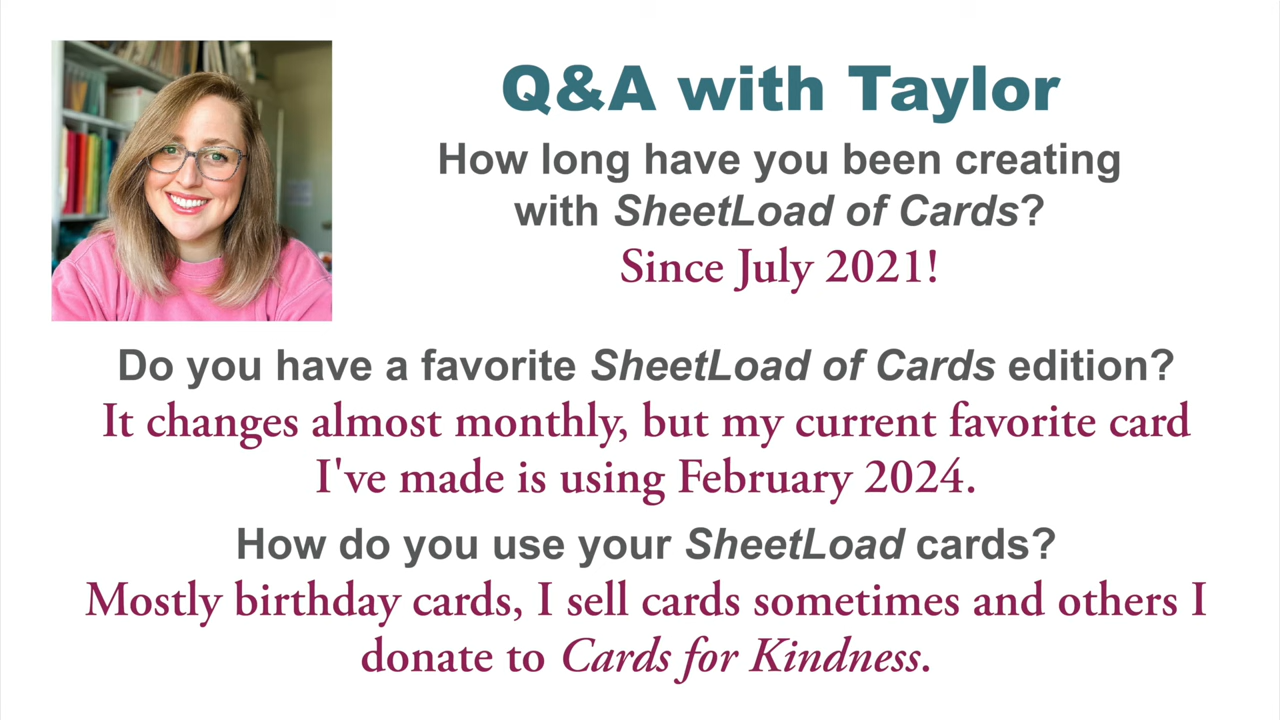 Q&A with Taylor
How long have you been creating
with SheetLoad of Cards?
Since July 2021!
Do you have a favorite SheetLoad of Cards edition?
It changes almost monthly, but my current favorite card
I've made is using February 2024.
How do you use your SheetLoad cards?
Mostly birthday cards, I sell cards sometimes and others I
donate to Cards for Kindness.